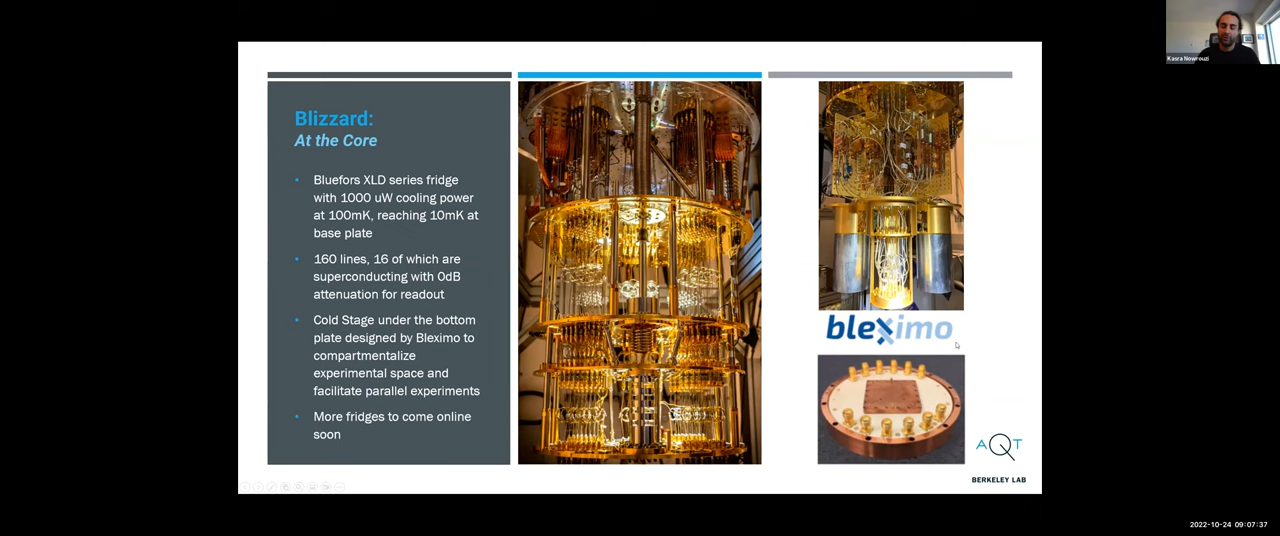 Kasra Nowrouzi
Blizzard:
At the Core
• Bluefors XLD series fridge
with 1000 uW cooling power
at 100mK, reaching 10mK at
base plate
• 160 lines, 16 of which are
superconducting with 0dB
attenuation for readout
• Cold Stage under the bottom
plate designed by Bleximo to
compartmentalize
experimental space and
facilitate parallel experiments
• More fridges to come online
soon
bleximo
AQT
BERKELEY LAB
2022-10-24 09:07:37